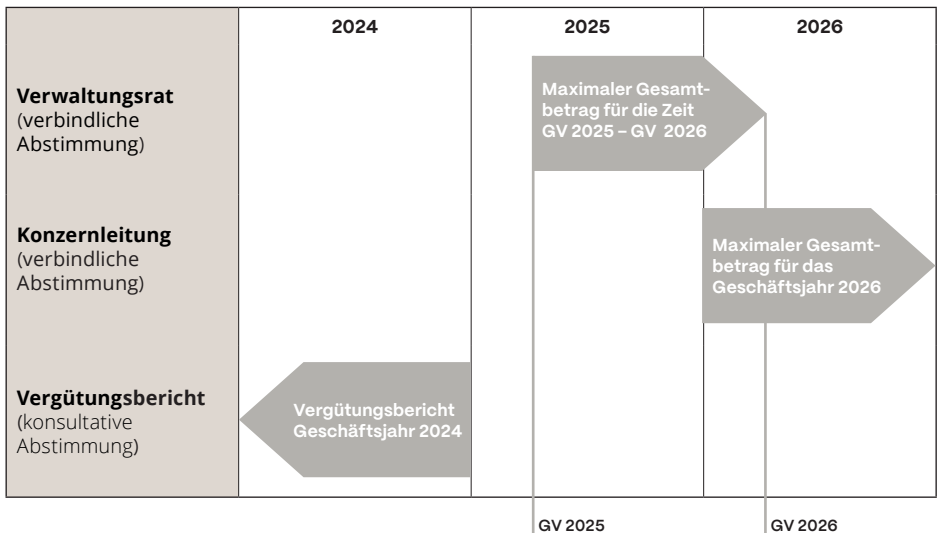 2024
2025
2026
Verwaltungsrat
(verbindliche
Abstimmung)
Maximaler Gesamt-
betrag für die Zeit
GV 2025 – GV 2026
Konzernleitung
(verbindliche
Abstimmung)
Maximaler Gesamt-
betrag für das
Geschäftsjahr 2026
Vergütungsbericht
(konsultative
Abstimmung)
Vergütungsbericht
Geschäftsjahr 2024
GV 2025
GV 2026